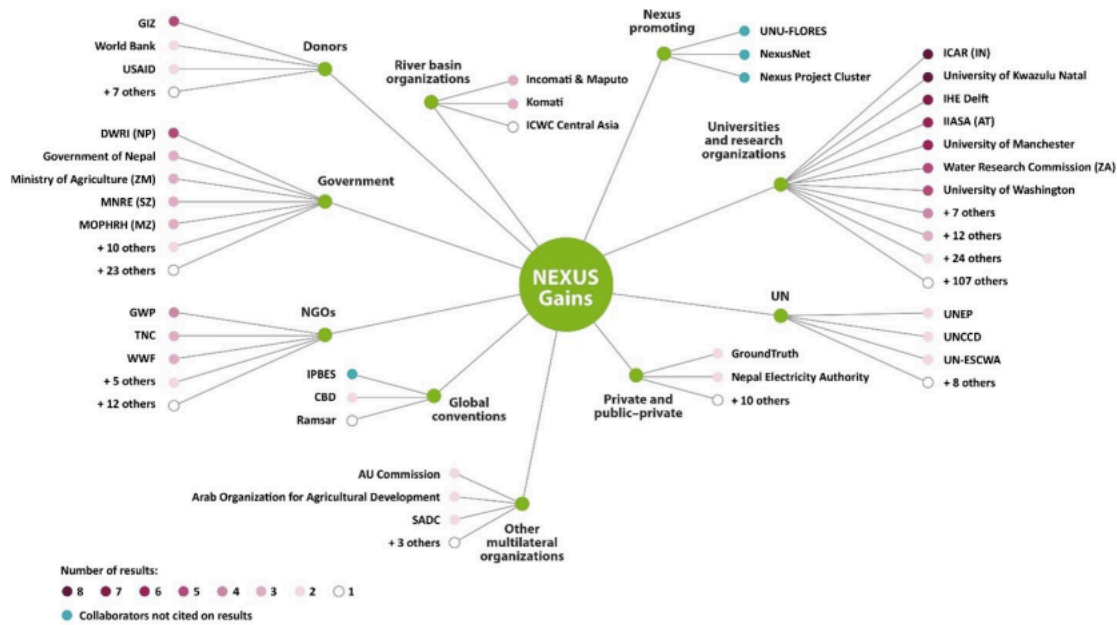 GIZ
World Bank
USAID
+ 7 others
Donors
River basin
organizations
Incomati & Maputo
Komati
ICWC Central Asia
Nexus
promoting
UNU-FLORES
NexusNet
Nexus Project Cluster
ICAR (IN)
University of Kwazulu Natal
IHE Delft
IIASA (AT)
University of Manchester
Water Research Commission (ZA)
University of Washington
+ 7 others
+ 12 others
+ 24 others
+ 107 others
Universities
and research
organizations
DWRI (NP)
Government of Nepal
Ministry of Agriculture (ZM)
MNRE (SZ)
MOPHRH (MZ)
+ 10 others
+ 23 others
Government
NEXUS
Gains
GWP
TNC
WWF
+ 5 others
+ 12 others
NGOs
IPBES
CBD
Ramsar
Global
conventions
UN
UNEP
UNCCD
UN-ESCWA
+ 8 others
GroundTruth
Nepal Electricity Authority
+ 10 others
Private and
public–private
AU Commission
Arab Organization for Agricultural Development
SADC
+ 3 others
Other
multilateral
organizations
Number of results:
8 7 6 5 4 3 2 1
Collaborators not cited on results